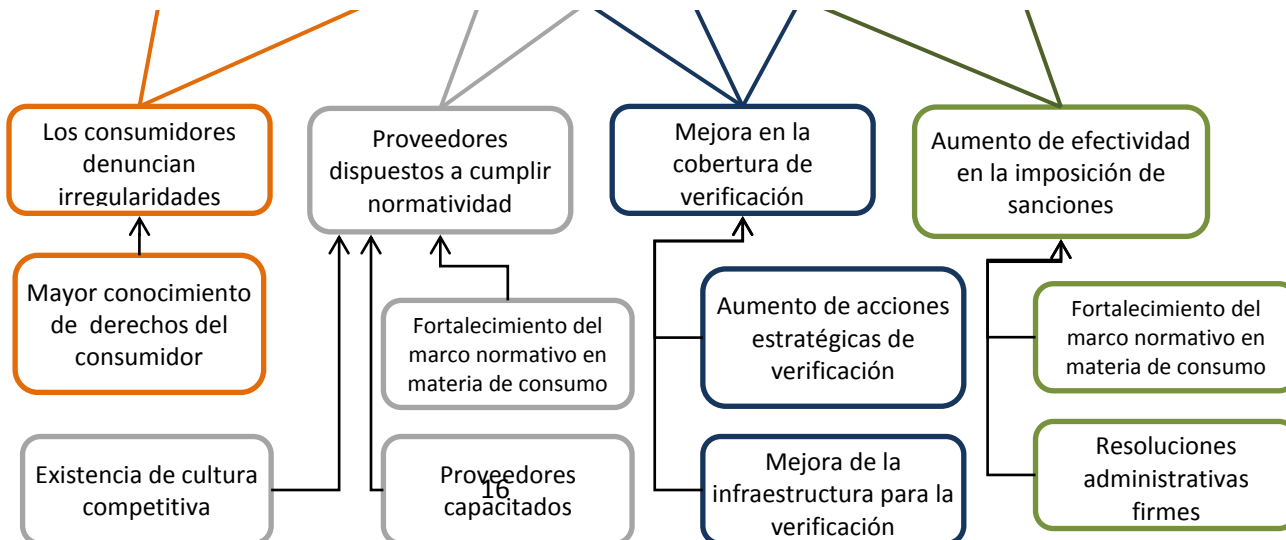 Los consumidores
denuncian
irregularidades
Proveedores
dispuestos a cumplir
normatividad
Mejora en la
cobertura de
verificación
Aumento de efectividad
en la imposición de
sanciones
Mayor conocimiento
de derechos del
consumidor
Fortalecimiento del
marco normativo en
materia de consumo
Aumento de acciones
estratégicas de
verificación
Fortalecimiento del
marco normativo en
materia de consumo
Existencia de cultura
competitiva
Proveedores
capacitados
16
Mejora de la
infraestructura para la
verificación
Resoluciones
administrativas
firmes